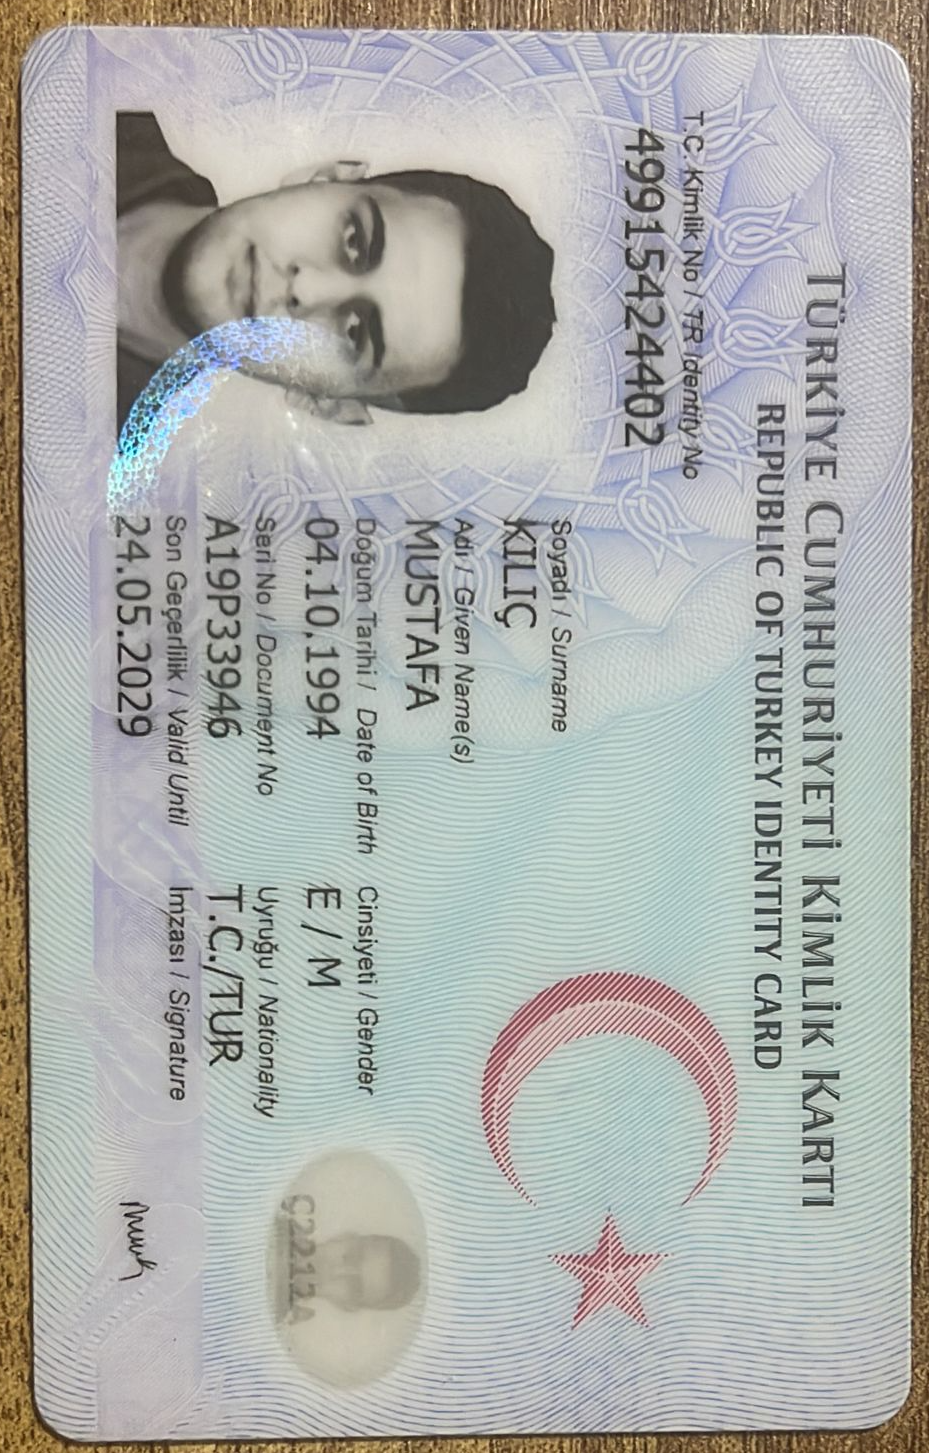 TÜRKİYE CUMHURİYETİ KİMLİK KARTI
REPUBLIC OF TURKEY IDENTITY CARD
T.C. Kimlik No / TR Identity No
49915424402
Soyadı / Surname
KILIÇ
Adı / Given Name(s)
MUSTAFA
Doğum Tarihi / Date of Birth
04.10.1994
Cinsiyeti / Gender
E / M
Seri No / Document No
A19P33946
Uyruğu / Nationality
T.C./TUR
Son Geçerlilik / Valid Until
24.05.2029
İmzası / Signature